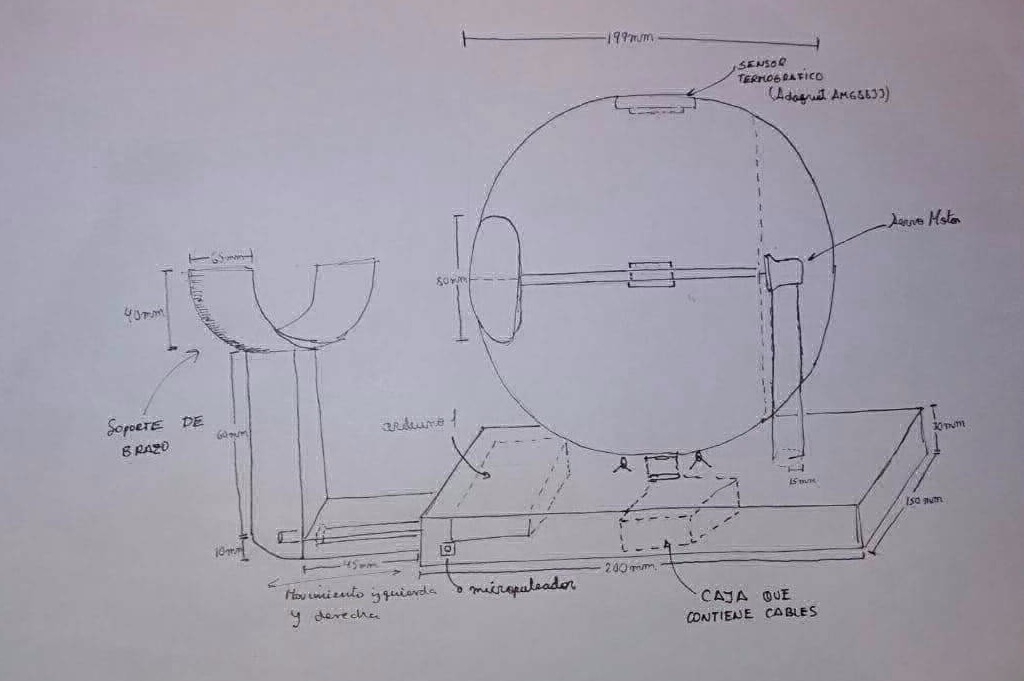 199mm
SENSOR
TERMOGRAFICO
(Adafruit AMG8833)
Servo Motor
65mm
80mm
40mm
SOPORTE DE
BRAZO
60mm
arduino 1
15mm
150mm
10mm
45mm
200mm
Movimiento izquierda
y derecha
micropulsador
CAJA QUE
CONTIENE CABLES